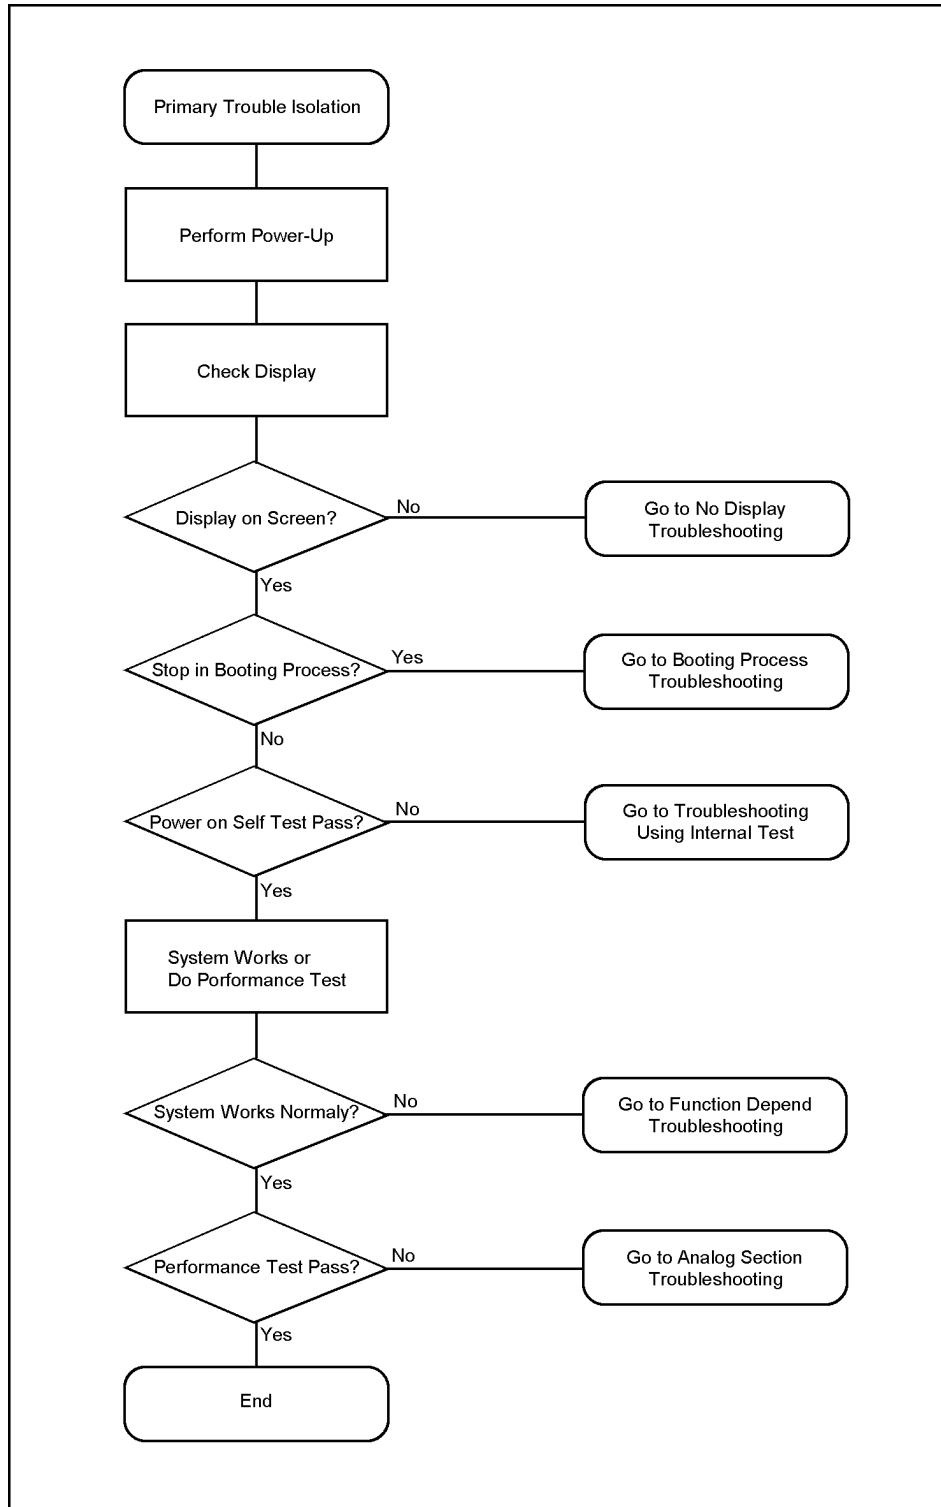 Primary Trouble Isolation
Perform Power-Up
Check Display
Display on Screen?
No
Go to No Display
Troubleshooting
Yes
Stop in Booting Process?
Yes
Go to Booting Process
Troubleshooting
No
Power on Self Test Pass?
No
Go to Troubleshooting
Using Internal Test
Yes
System Works or
Do Porformance Test
System Works Normaly?
No
Go to Function Depend
Troubleshooting
Yes
Performance Test Pass?
No
Go to Analog Section
Troubleshooting
Yes
End